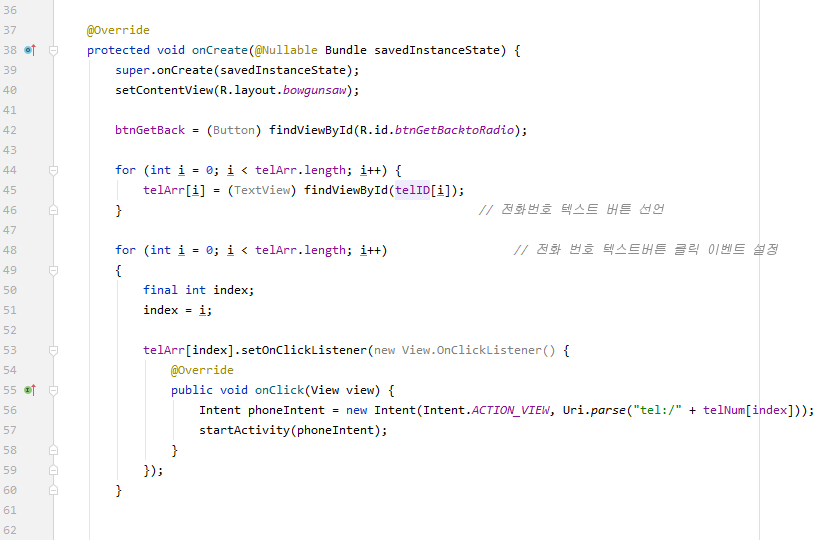 36
37 @Override
38 protected void onCreate(@Nullable Bundle savedInstanceState) {
39 super.onCreate(savedInstanceState);
40 setContentView(R.layout.bowgunsaw);
41
42 btnGetBack = (Button) findViewById(R.id.btnGetBacktoRadio);
43
44 for (int i = 0; i < telArr.length; i++) {
45 telArr[i] = (TextView) findViewById(telID[i]);
46 } // 전화번호 텍스트 버튼 선언
47
48 for (int i = 0; i < telArr.length; i++) // 전화 번호 텍스트버튼 클릭 이벤트 설정
49 {
50 final int index;
51 index = i;
52
53 telArr[index].setOnClickListener(new View.OnClickListener() {
54 @Override
55 public void onClick(View view) {
56 Intent phoneIntent = new Intent(Intent.ACTION_VIEW, Uri.parse("tel:/" + telNum[index]));
57 startActivity(phoneIntent);
58 }
59 });
60 }
61
62